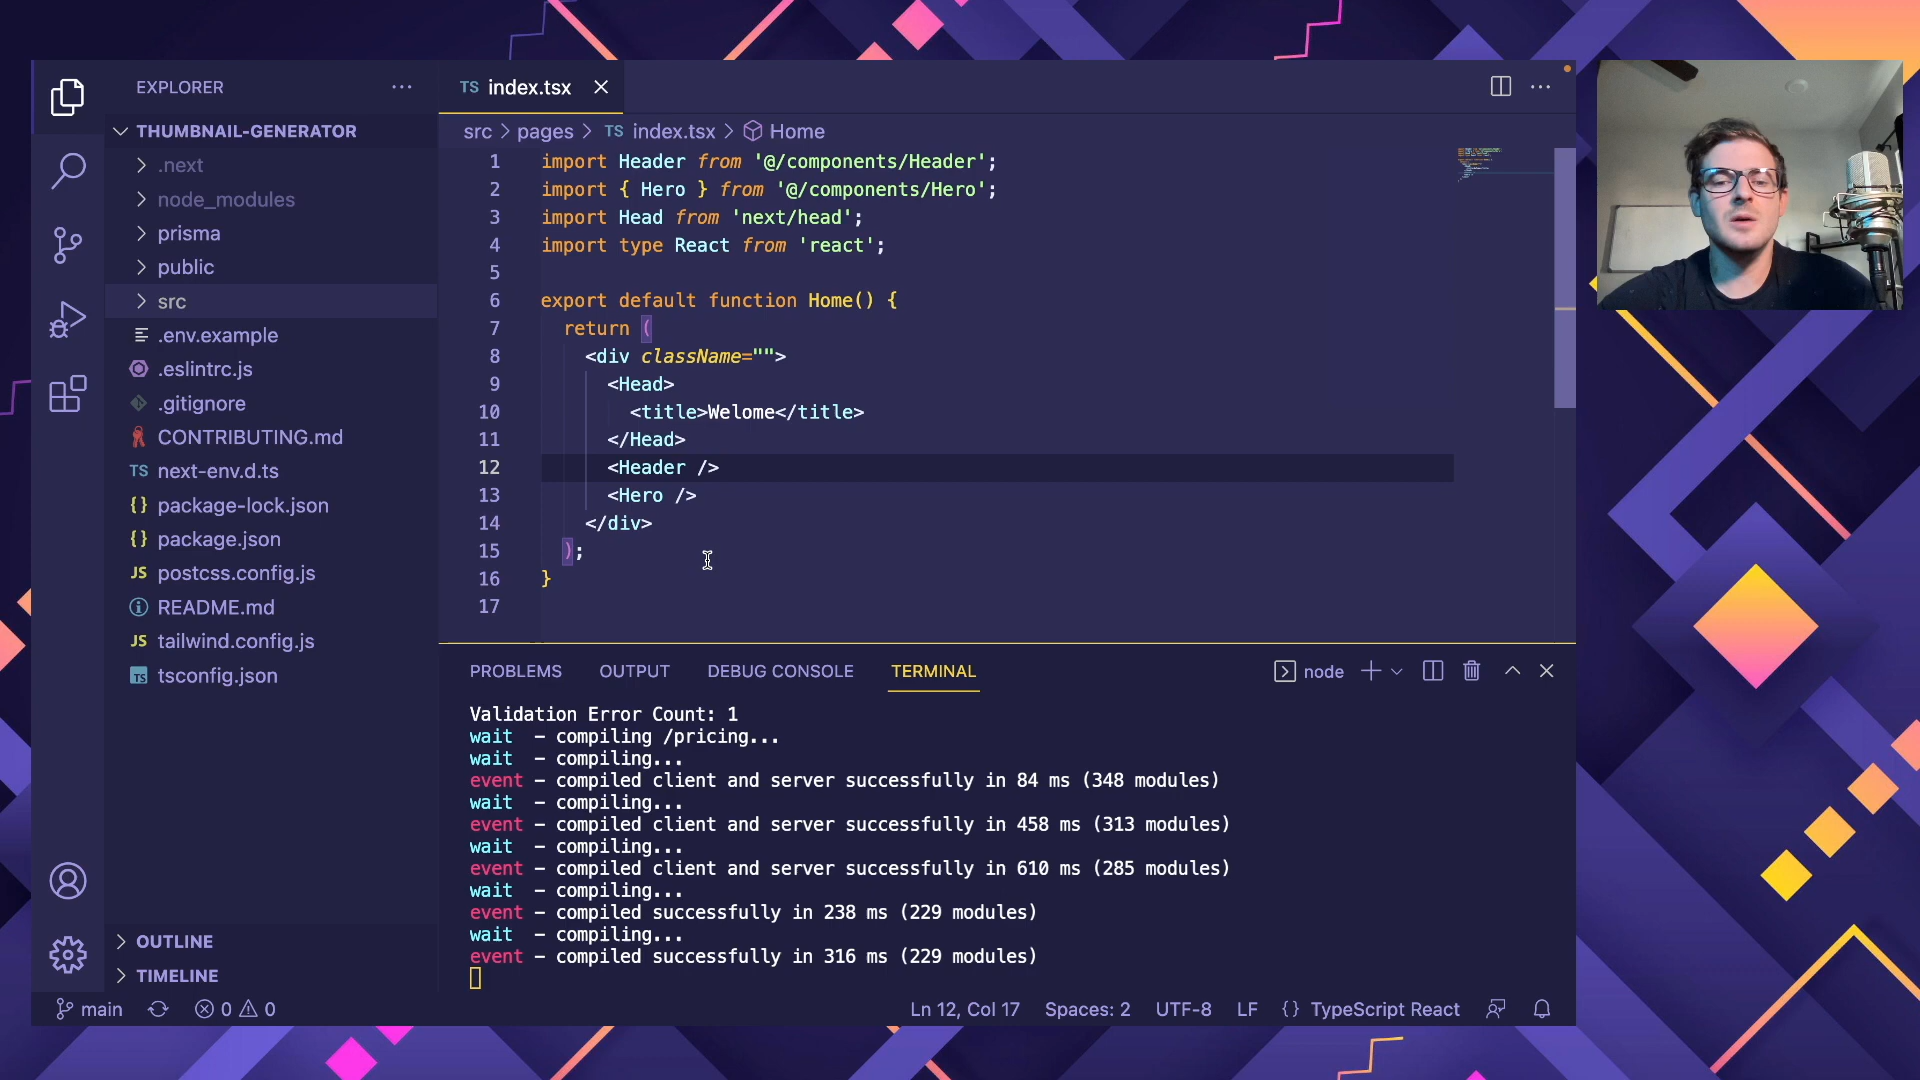 EXPLORER
THUMBNAIL-GENERATOR
.next
node_modules
prisma
public
src
.env.example
.eslintrc.js
.gitignore
CONTRIBUTING.md
TS next-env.d.ts
{} package-lock.json
{} package.json
JS postcss.config.js
README.md
JS tailwind.config.js
TS tsconfig.json
OUTLINE
TIMELINE
TS index.tsx
src > pages > TS index.tsx > Home
1 import Header from '@/components/Header';
2 import { Hero } from '@/components/Hero';
3 import Head from 'next/head';
4 import type React from 'react';
5
6 export default function Home() {
7 return (
8 <div className="">
9 <Head>
10 <title>Welome</title>
11 </Head>
12 <Header />
13 <Hero />
14 </div>
15 );
16 }
17
PROBLEMS OUTPUT DEBUG CONSOLE TERMINAL node
Validation Error Count: 1
wait - compiling /pricing...
wait - compiling...
event - compiled client and server successfully in 84 ms (348 modules)
wait - compiling...
event - compiled client and server successfully in 458 ms (313 modules)
wait - compiling...
event - compiled client and server successfully in 610 ms (285 modules)
wait - compiling...
event - compiled successfully in 238 ms (229 modules)
wait - compiling...
event - compiled successfully in 316 ms (229 modules)
main 0 0 Ln 12, Col 17 Spaces: 2 UTF-8 LF {} TypeScript React